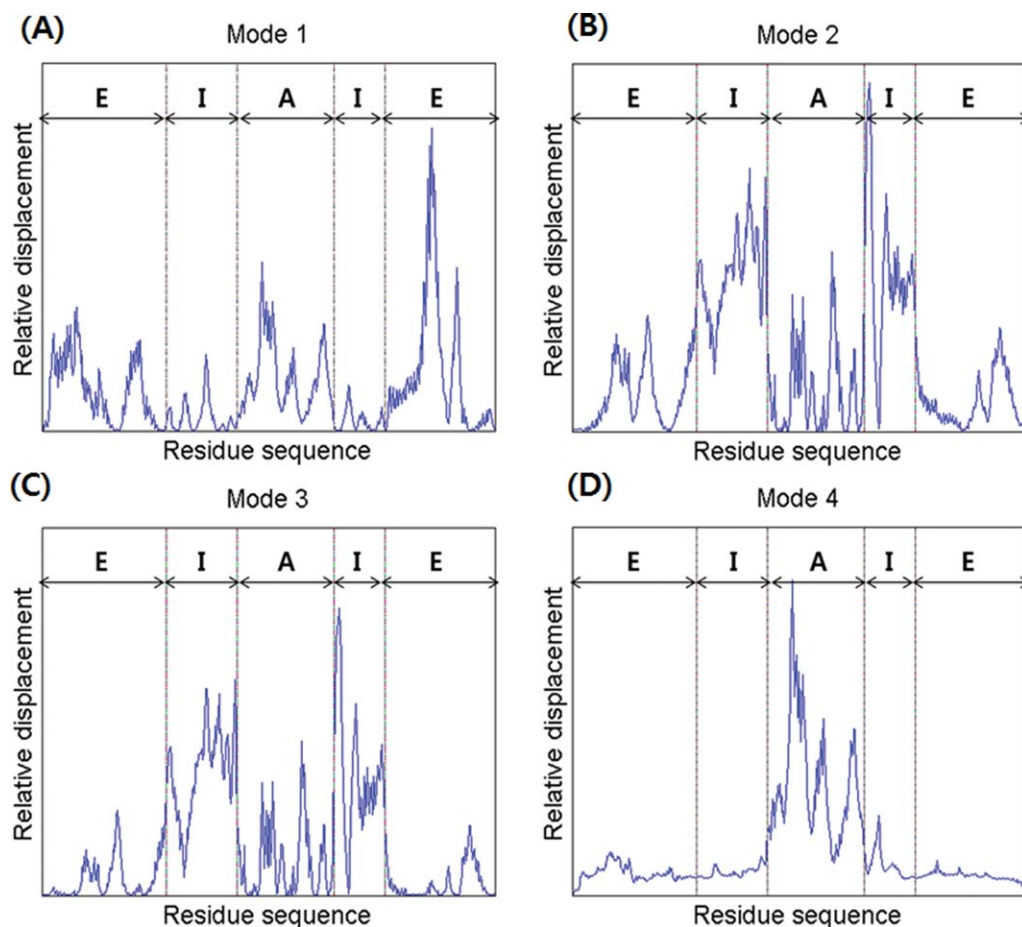 (A)
Mode 1
E I A I E
Relative displacement
Residue sequence
(B)
Mode 2
E I A I E
Relative displacement
Residue sequence
(C)
Mode 3
E I A I E
Relative displacement
Residue sequence
(D)
Mode 4
E I A I E
Relative displacement
Residue sequence